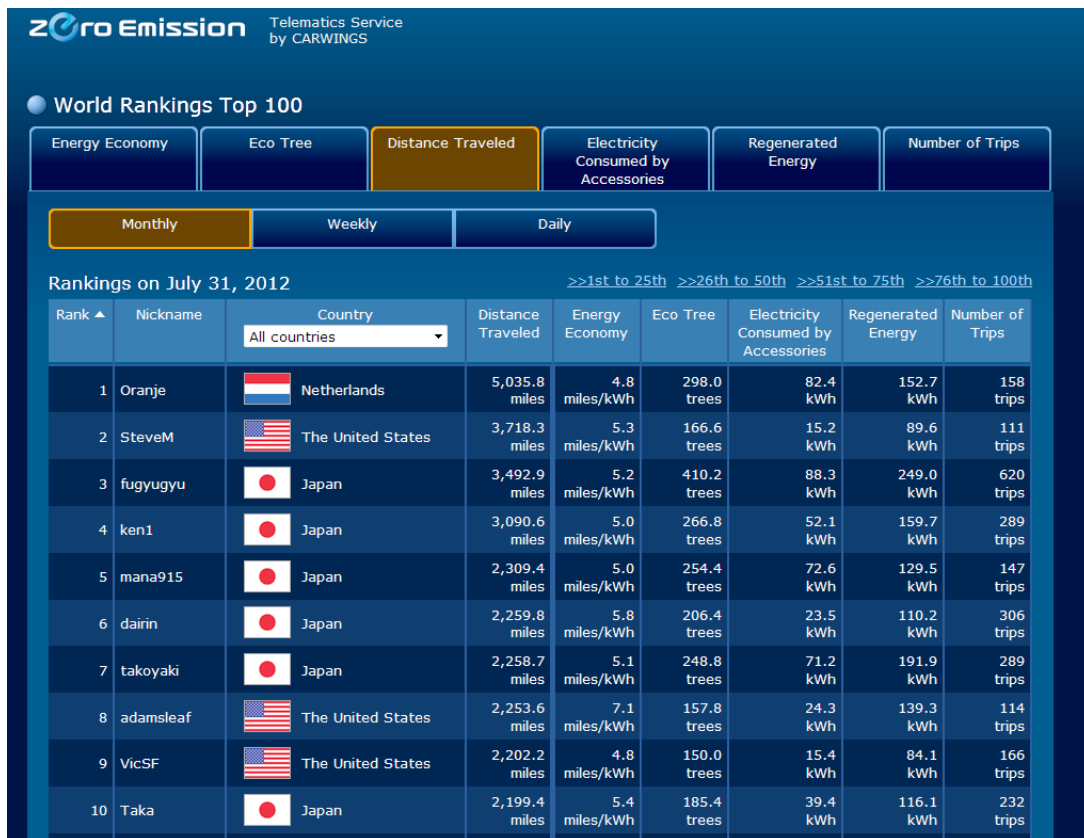 zero Emission
Telematics Service
by CARWINGS
World Rankings Top 100
Energy Economy
Eco Tree
Distance Traveled
Electricity
Consumed by
Accessories
Regenerated
Energy
Number of Trips
Monthly
Weekly
Daily
Rankings on July 31, 2012
>>1st to 25th >>26th to 50th >>51st to 75th >>76th to 100th
Rank ▲
Nickname
Country
All countries
Distance
Traveled
Energy
Economy
Eco Tree
Electricity
Consumed by
Accessories
Regenerated
Energy
Number of
Trips
1 Oranje Netherlands 5,035.8 4.8 298.0 82.4 152.7 158
miles miles/kWh trees kWh kWh trips
2 SteveM The United States 3,718.3 5.3 166.6 15.2 89.6 111
miles miles/kWh trees kWh kWh trips
3 fugyugyu Japan 3,492.9 5.2 410.2 88.3 249.0 620
miles miles/kWh trees kWh kWh trips
4 ken1 Japan 3,090.6 5.0 266.8 52.1 159.7 289
miles miles/kWh trees kWh kWh trips
5 mana915 Japan 2,309.4 5.0 254.4 72.6 129.5 147
miles miles/kWh trees kWh kWh trips
6 dairin Japan 2,259.8 5.8 206.4 23.5 110.2 306
miles miles/kWh trees kWh kWh trips
7 takoyaki Japan 2,258.7 5.1 248.8 71.2 191.9 289
miles miles/kWh trees kWh kWh trips
8 adamsleaf The United States 2,253.6 7.1 157.8 24.3 139.3 114
miles miles/kWh trees kWh kWh trips
9 VicSF The United States 2,202.2 4.8 150.0 15.4 84.1 166
miles miles/kWh trees kWh kWh trips
10 Taka Japan 2,199.4 5.4 185.4 39.4 116.1 232
miles miles/kWh trees kWh kWh trips